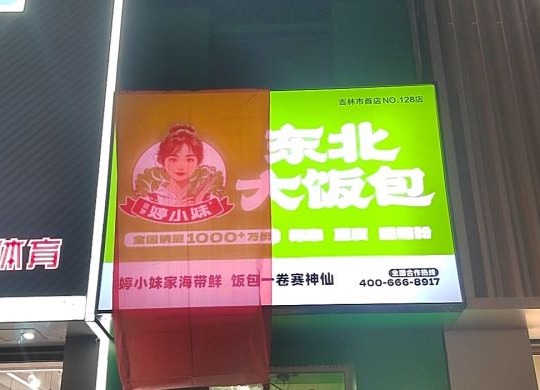 吉林市首店NO.128店
东北
大饭包
婷小妹
全国销量1000+万份
婷小妹家海带鲜 饭包一卷赛神仙
全国合作热线
400-666-8917
体育